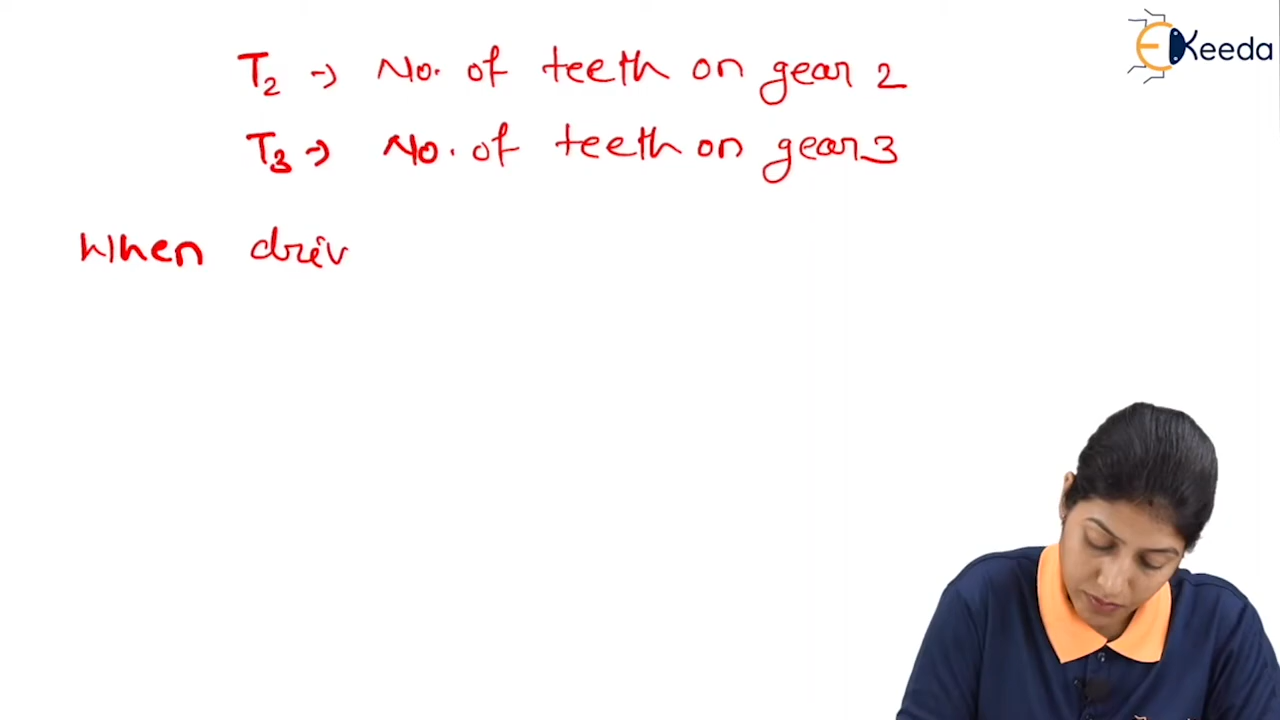 EKeeda
T2 → No. of teeth on gear 2
T3 → No. of teeth on gear 3
When driv